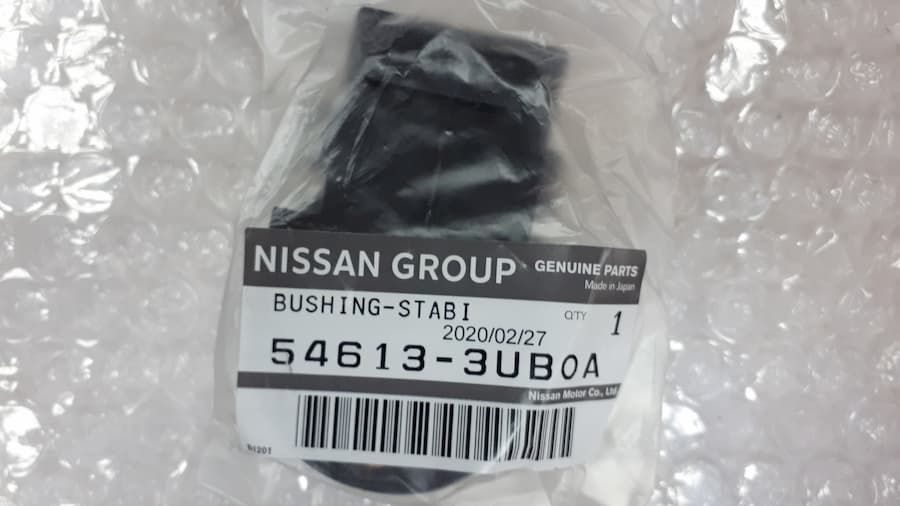 NISSAN GROUP GENUINE PARTS
Made in Japan
BUSHING-STABI
QTY 1
2020/02/27
54613-3UB0A
Nissan Motor Co., Ltd